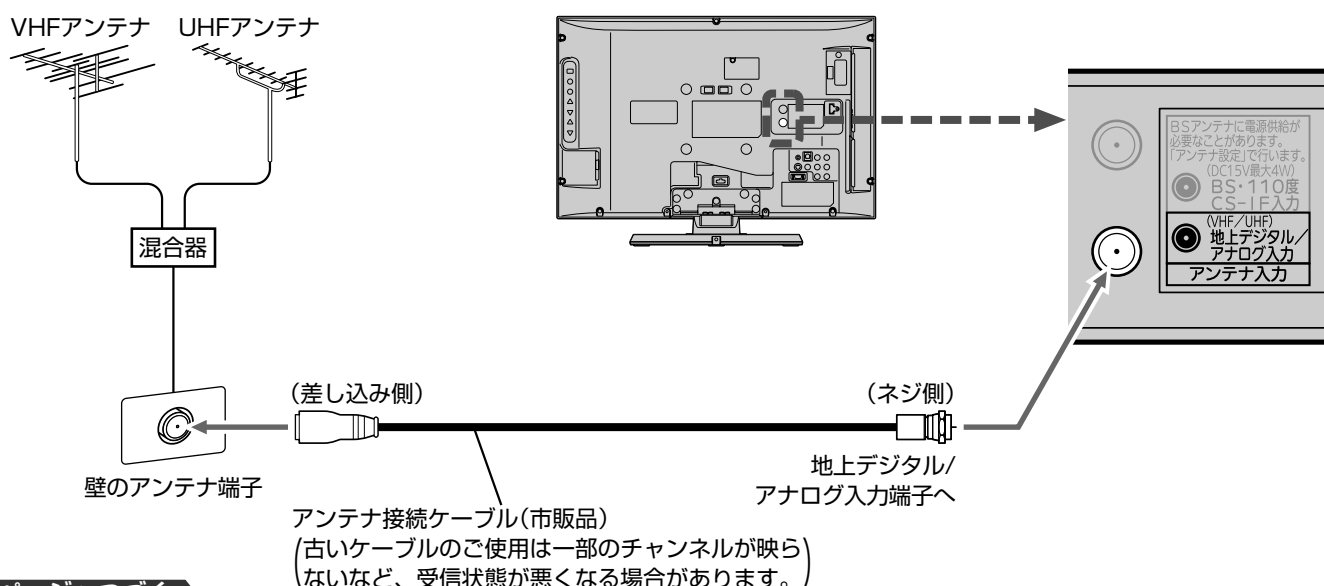 VHFアンテナ
UHFアンテナ
混合器
壁のアンテナ端子
(差し込み側)
(ネジ側)
地上デジタル/
アナログ入力端子へ
アンテナ接続ケーブル(市販品)
(古いケーブルのご使用は一部のチャンネルが映ら
ないなど、受信状態が悪くなる場合があります。)
BSアンテナに電源供給が
必要なことがあります。
「アンテナ設定」で行います。
(DC15V最大4W)
BS・110度
CS-IF入力
(VHF/UHF)
地上デジタル/
アナログ入力
アンテナ入力